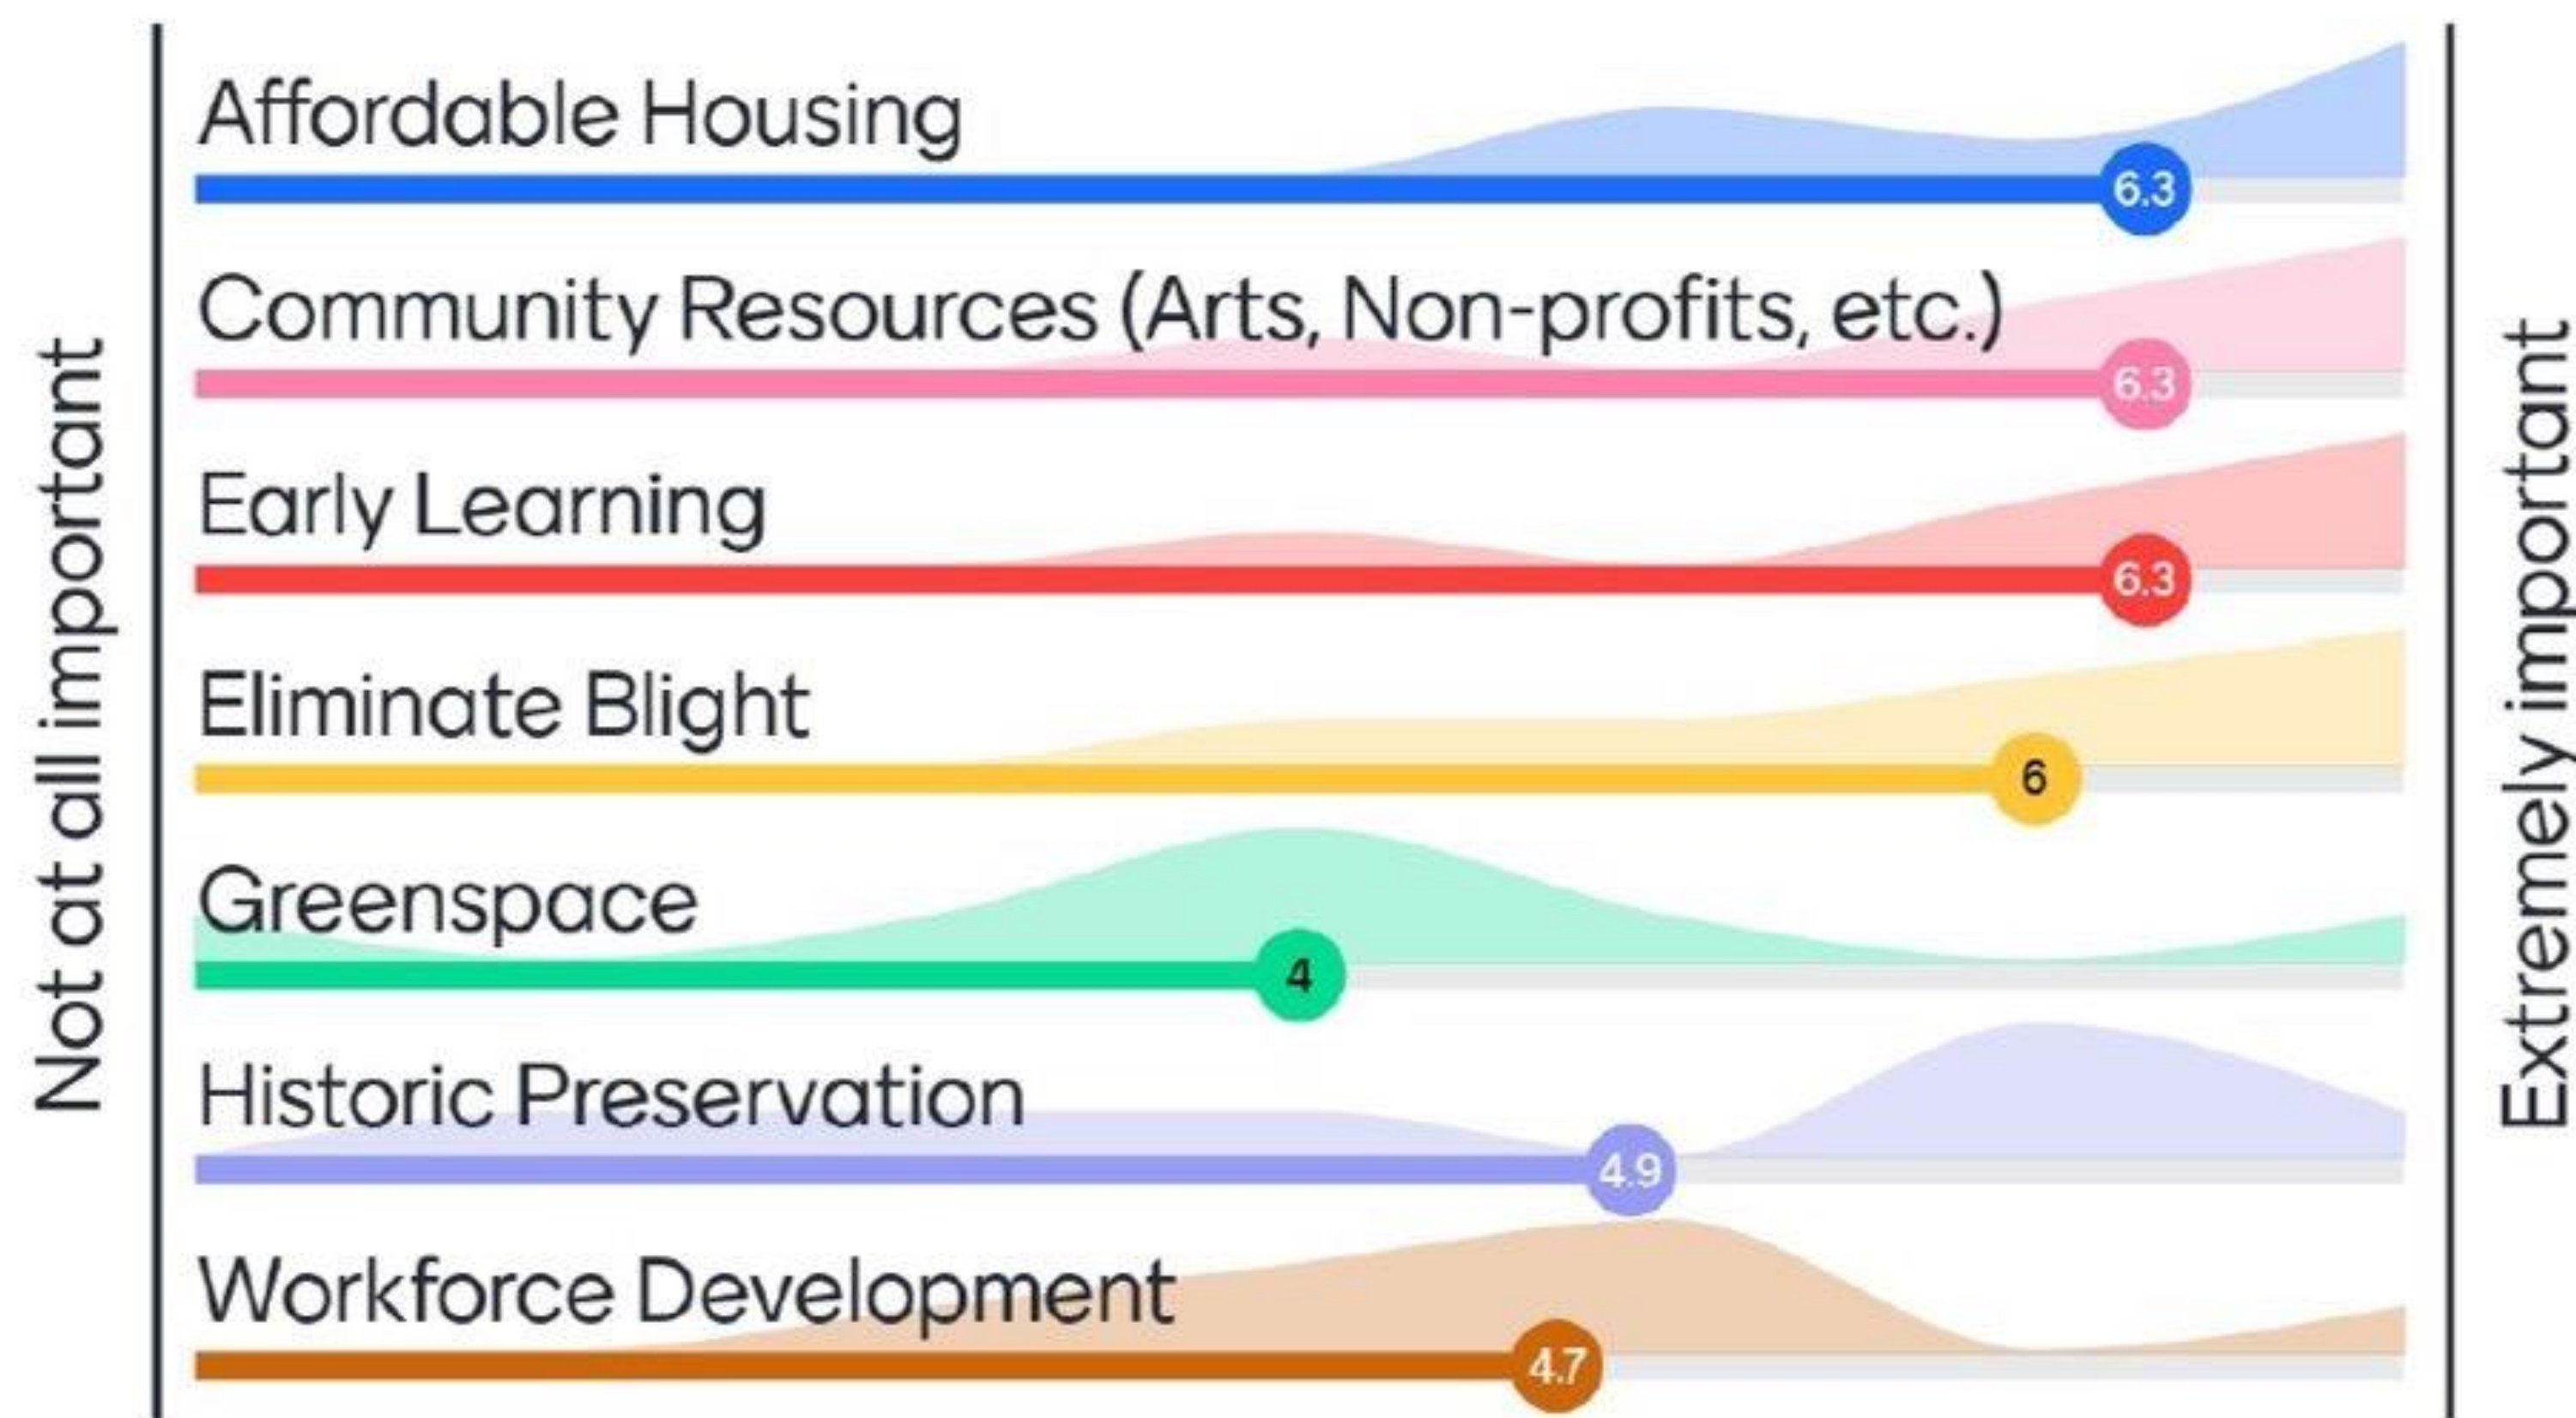 Not at all important
Affordable Housing
6.3
Community Resources (Arts, Non-profits, etc.)
6.3
Early Learning
6.3
Eliminate Blight
6
Greenspace
4
Historic Preservation
4.9
Workforce Development
4.7
Extremely important